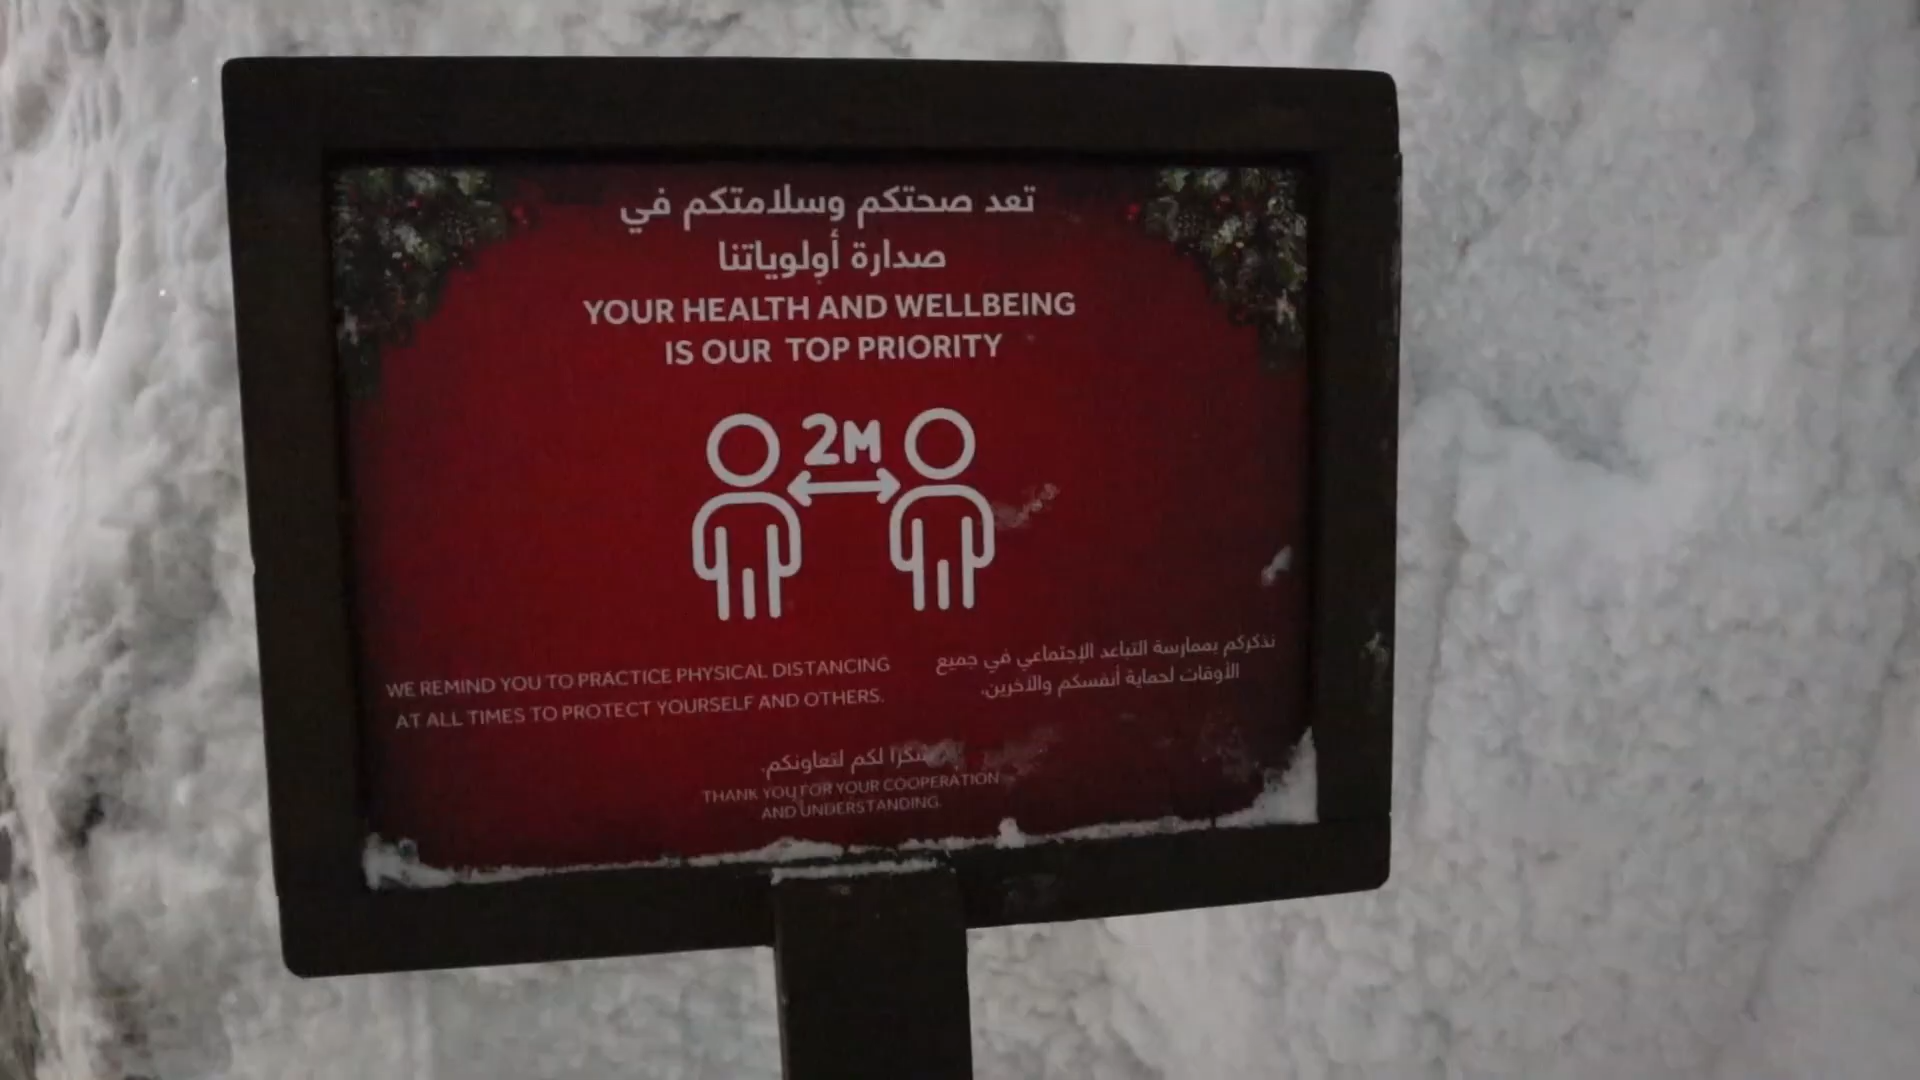 تعد صحتكم وسلامتكم في
صدارة أولوياتنا
YOUR HEALTH AND WELLBEING
IS OUR TOP PRIORITY
2M
WE REMIND YOU TO PRACTICE PHYSICAL DISTANCING
AT ALL TIMES TO PROTECT YOURSELF AND OTHERS.
نذكركم بممارسة التباعد الإجتماعي في جميع
الأوقات لحماية أنفسكم والآخرين.
شكرا لكم لتعاونكم.
THANK YOU FOR YOUR COOPERATION
AND UNDERSTANDING.